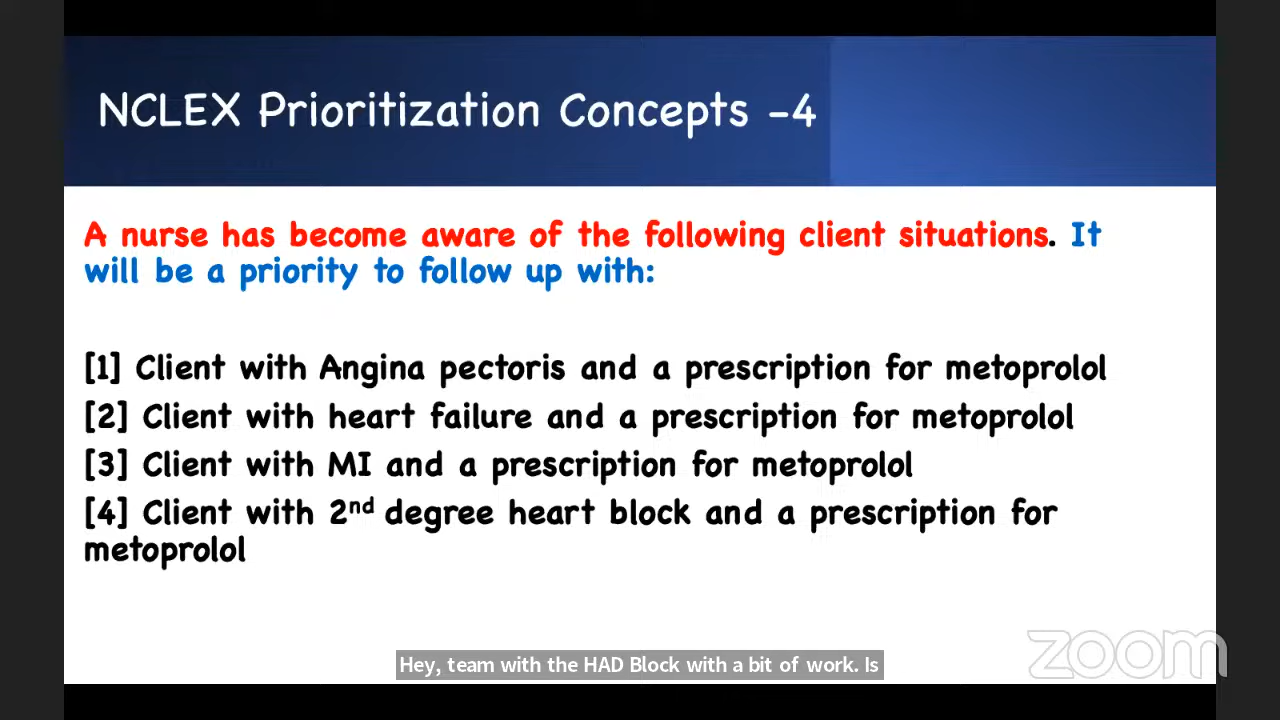 NCLEX Prioritization Concepts -4
A nurse has become aware of the following client situations. It
will be a priority to follow up with:
[1] Client with Angina pectoris and a prescription for metoprolol
[2] Client with heart failure and a prescription for metoprolol
[3] Client with MI and a prescription for metoprolol
[4] Client with 2nd degree heart block and a prescription for
metoprolol
zoom
Hey, team with the HAD Block with a bit of work. Is